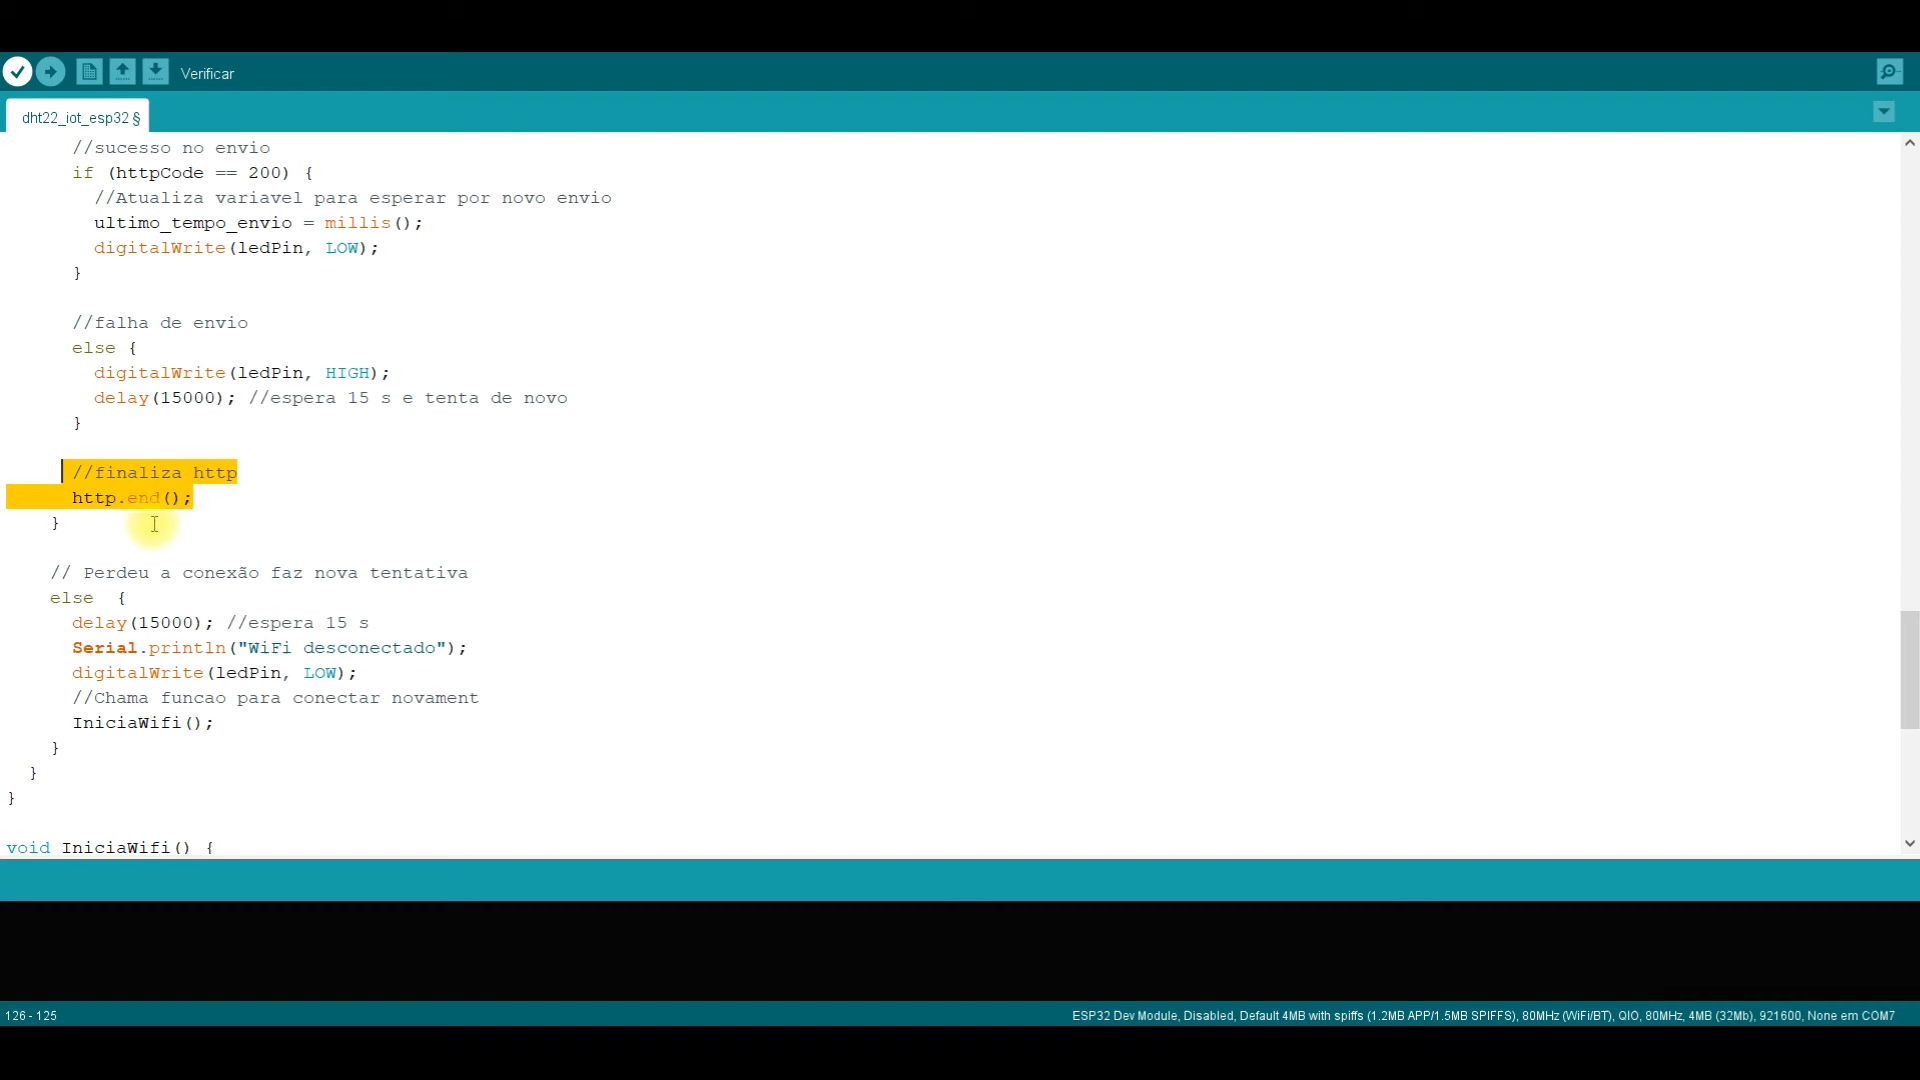 Verificar
dht22_iot_esp32 §
//sucesso no envio
if (httpCode == 200) {
//Atualiza variavel para esperar por novo envio
ultimo_tempo_envio = millis();
digitalWrite(ledPin, LOW);
}
//falha de envio
else {
digitalWrite(ledPin, HIGH);
delay(15000); //espera 15 s e tenta de novo
}
//finaliza http
http.end();
}
// Perdeu a conexão faz nova tentativa
else  {
delay(15000); //espera 15 s
Serial.println("WiFi desconectado");
digitalWrite(ledPin, LOW);
//Chama funcao para conectar novament
IniciaWifi();
}
}
}
void IniciaWifi() {
126 - 125
ESP32 Dev Module, Disabled, Default 4MB with spiffs (1.2MB APP/1.5MB SPIFFS), 80MHz (WiFi/BT), QIO, 80MHz, 4MB (32Mb), 921600, None em COM7